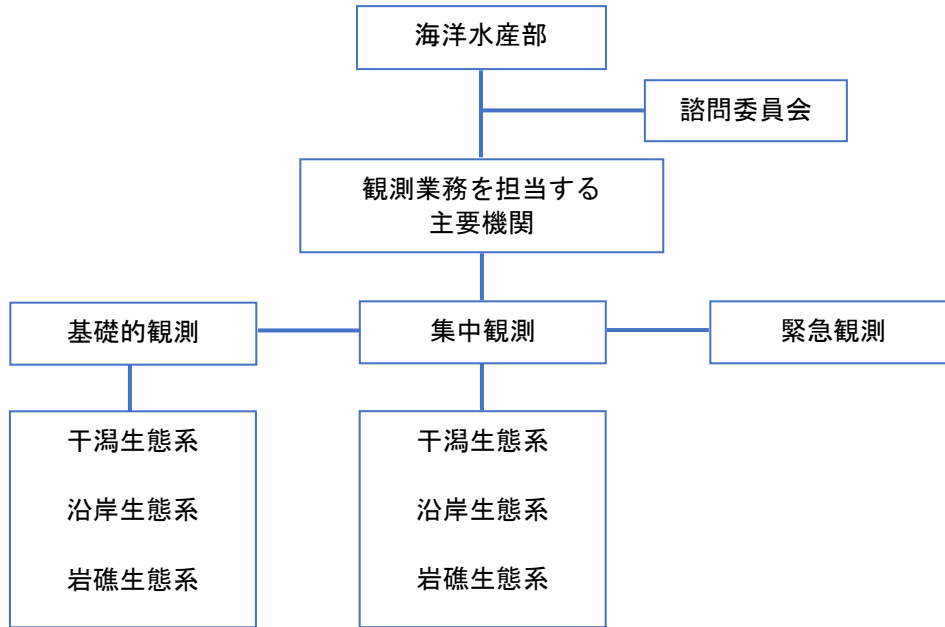 海洋水産部
諮問委員会
観測業務を担当する
主要機関
基礎的観測
集中観測
緊急観測
干潟生態系
沿岸生態系
岩礁生態系
干潟生態系
沿岸生態系
岩礁生態系